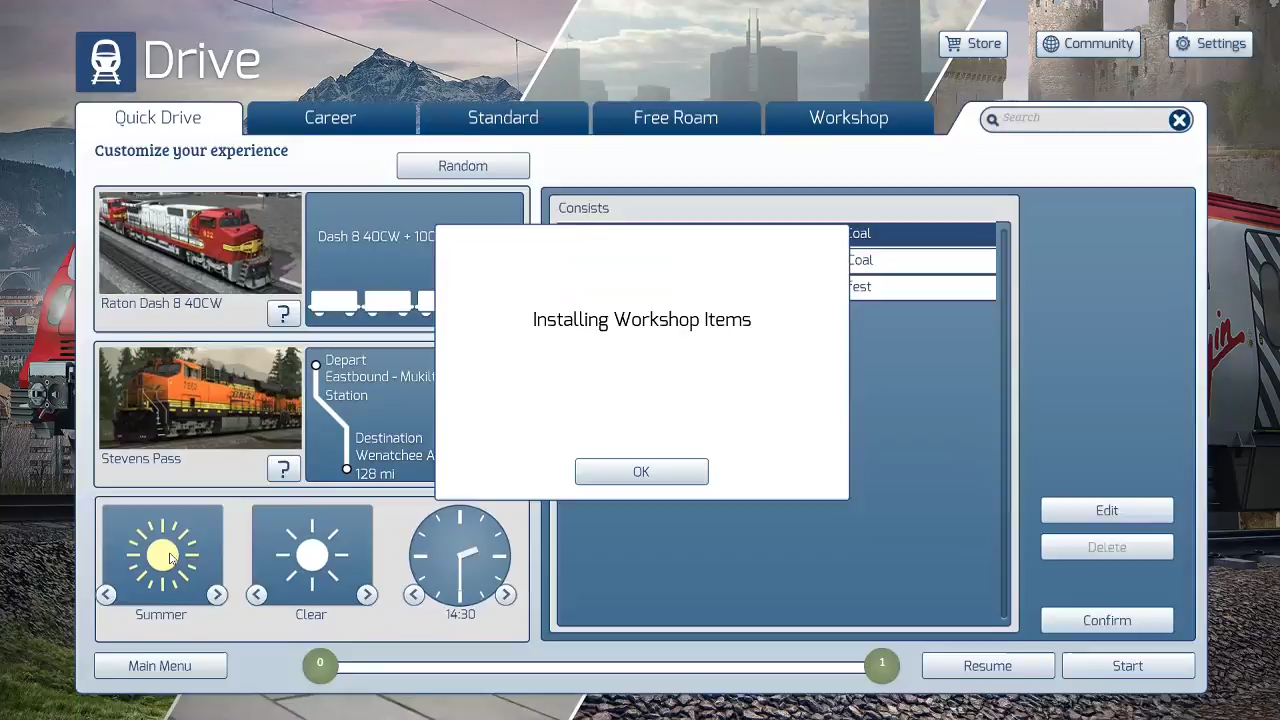 Drive
Store
Community
Settings
Quick Drive
Career
Standard
Free Roam
Workshop
Search
Customize your experience
Random
Dash 8 40CW + 10
Raton Dash 8 40CW
?
Depart
Eastbound - Mukil
Station
Destination
Wenatchee A
128 mi
Stevens Pass
?
Consists
Coal
Coal
fest
Installing Workshop Items
OK
Summer
Clear
14:30
Edit
Delete
Confirm
Main Menu
0
1
Resume
Start